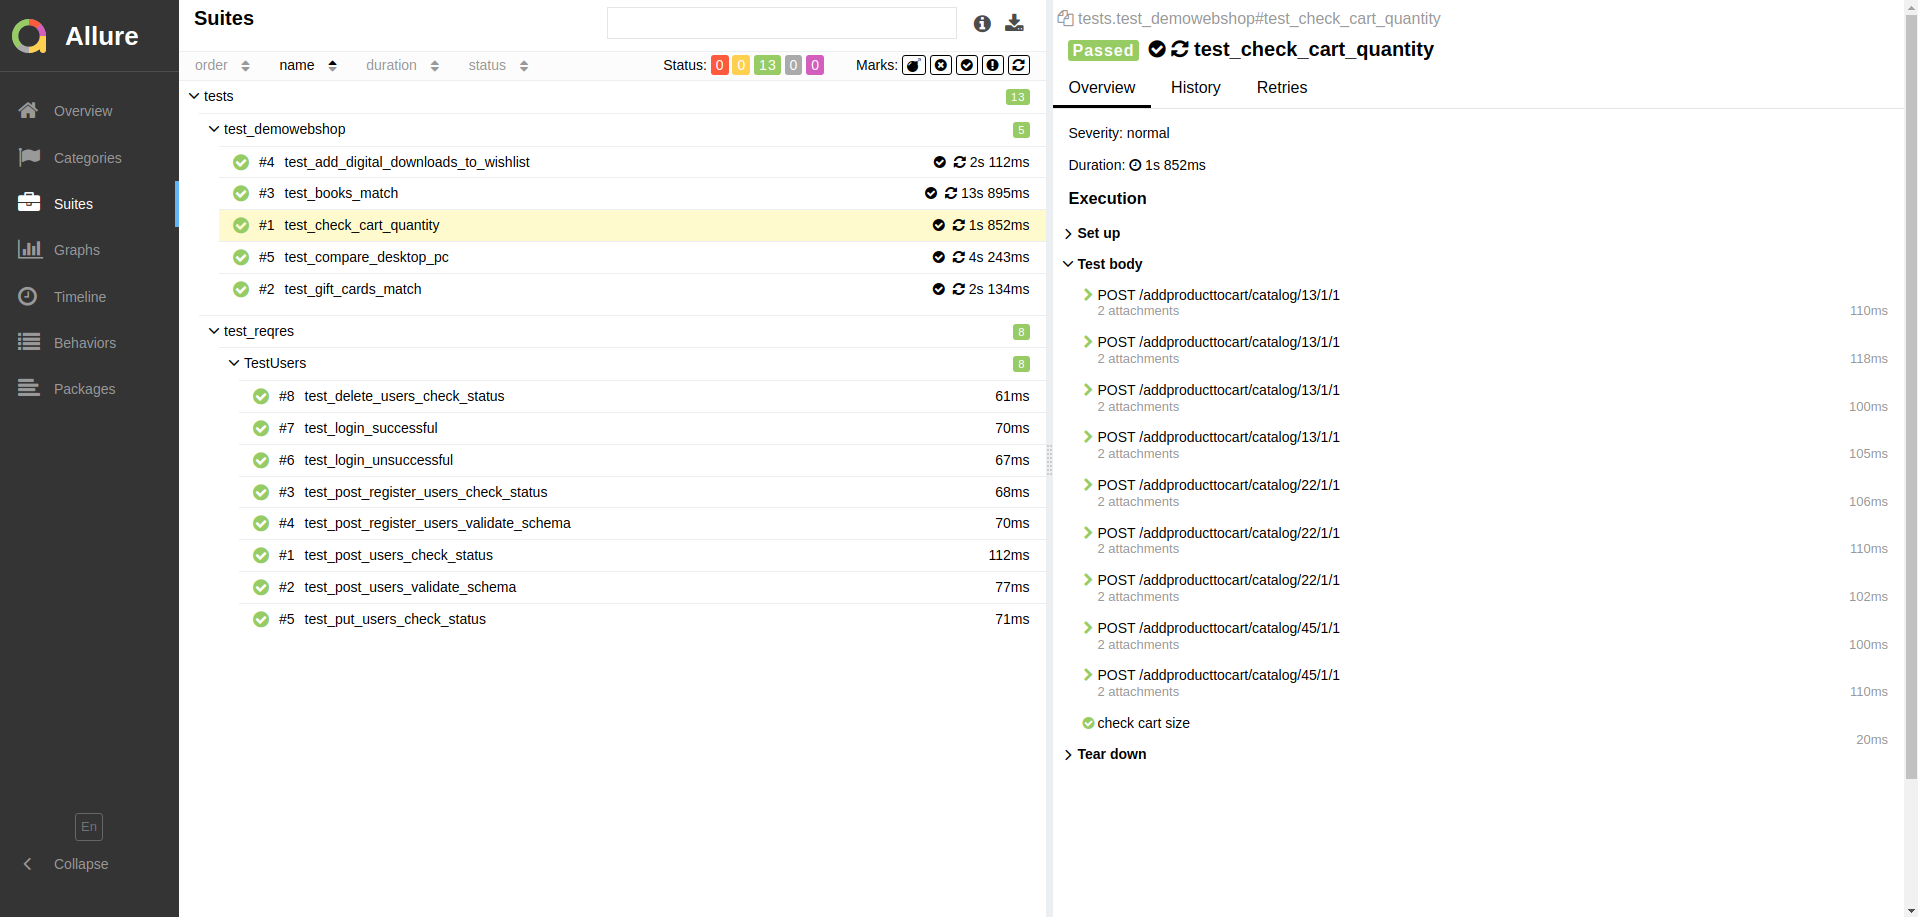 Allure
Overview
Categories
Suites
Graphs
Timeline
Behaviors
Packages
En
Collapse
Suites
order name duration status Status: 0 0 13 0 0 Marks:
tests 13
test_demowebshop 5
#4 test_add_digital_downloads_to_wishlist 2s 112ms
#3 test_books_match 13s 895ms
#1 test_check_cart_quantity 1s 852ms
#5 test_compare_desktop_pc 4s 243ms
#2 test_gift_cards_match 2s 134ms
test_reqres 8
TestUsers 8
#8 test_delete_users_check_status 61ms
#7 test_login_successful 70ms
#6 test_login_unsuccessful 67ms
#3 test_post_register_users_check_status 68ms
#4 test_post_register_users_validate_schema 70ms
#1 test_post_users_check_status 112ms
#2 test_post_users_validate_schema 77ms
#5 test_put_users_check_status 71ms
tests.test_demowebshop#test_check_cart_quantity
Passed test_check_cart_quantity
Overview History Retries
Severity: normal
Duration: 1s 852ms
Execution
Set up
Test body
POST /addproducttocart/catalog/13/1/1
2 attachments 110ms
POST /addproducttocart/catalog/13/1/1
2 attachments 118ms
POST /addproducttocart/catalog/13/1/1
2 attachments 100ms
POST /addproducttocart/catalog/13/1/1
2 attachments 105ms
POST /addproducttocart/catalog/22/1/1
2 attachments 106ms
POST /addproducttocart/catalog/22/1/1
2 attachments 110ms
POST /addproducttocart/catalog/22/1/1
2 attachments 102ms
POST /addproducttocart/catalog/45/1/1
2 attachments 100ms
POST /addproducttocart/catalog/45/1/1
2 attachments 110ms
check cart size
20ms
Tear down